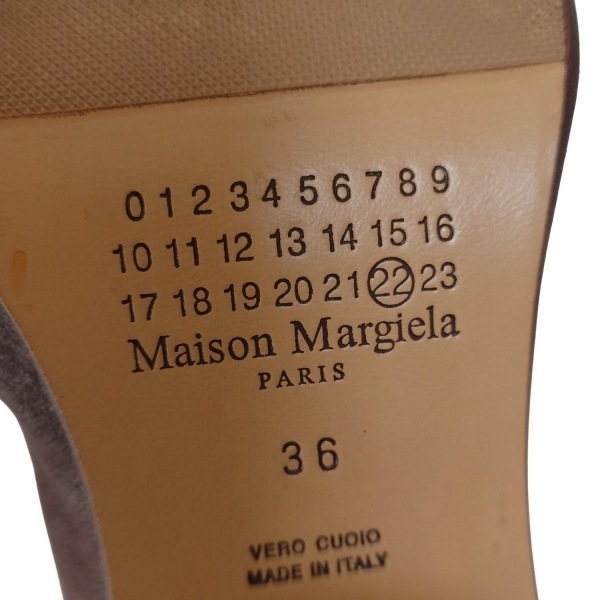 0 1 2 3 4 5 6 7 8 9
10 11 12 13 14 15 16
17 18 19 20 21 22 23
Maison Margiela
PARIS
36
VERO CUOIO
MADE IN ITALY